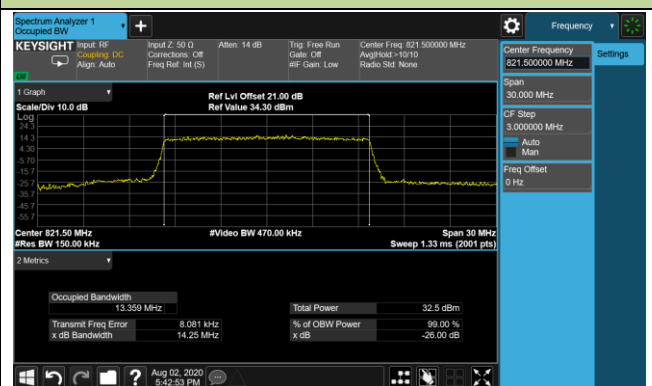 Spectrum Analyzer 1
Occupied BW
+
Frequency
KEYSIGHT
Input: RF
Coupling: DC
Align: Auto
Input Z: 50 Ω
Corrections: Off
Freq Ref: Int (S)
Atten: 14 dB
Trig: Free Run
Gate: Off
#IF Gain: Low
Center Freq: 821.500000 MHz
Avg|Hold:>10/10
Radio Std: None
LVI
Center Frequency
821.500000 MHz
Settings
Span
30.000 MHz
CF Step
3.000000 MHz
Auto
Man
Freq Offset
0 Hz
1 Graph
Scale/Div 10.0 dB
Ref Lvl Offset 21.00 dB
Ref Value 34.30 dBm
Log
24.3
14.3
4.30
-5.70
-15.7
-25.7
-35.7
-45.7
-55.7
Center 821.50 MHz
#Video BW 470.00 kHz
Span 30 MHz
#Res BW 150.00 kHz
Sweep 1.33 ms (2001 pts)
2 Metrics
Occupied Bandwidth
13.359 MHz
Total Power
32.5 dBm
Transmit Freq Error
8.081 kHz
% of OBW Power
99.00 %
x dB Bandwidth
14.25 MHz
x dB
-26.00 dB
?
Aug 02, 2020
5:42:53 PM